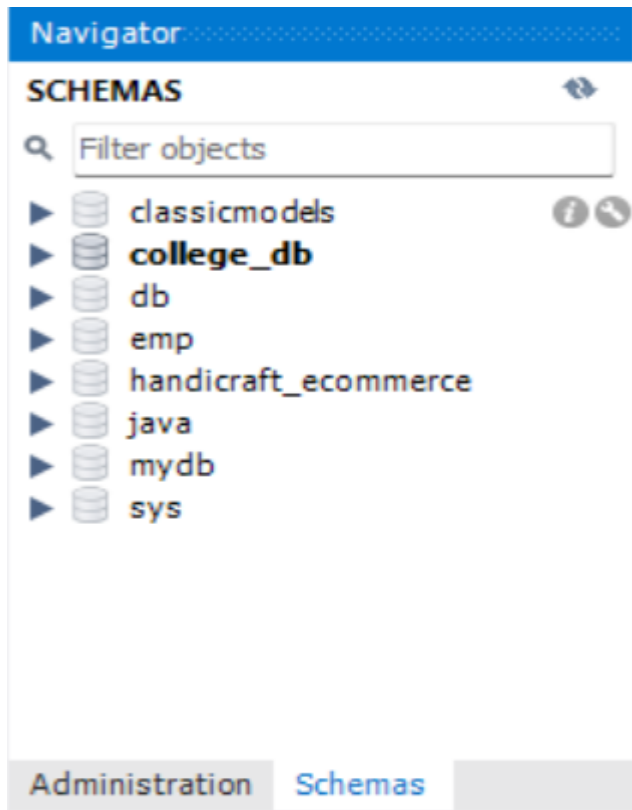 Navigator
SCHEMAS
Filter objects
classicmodels
college_db
db
emp
handicraft_ecommerce
java
mydb
sys
Administration Schemas